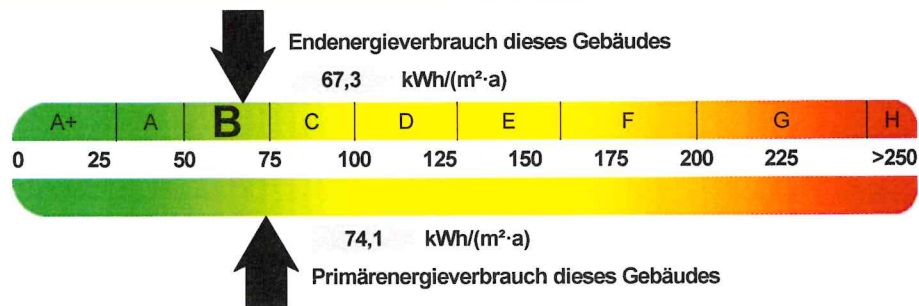 Endenergieverbrauch dieses Gebäudes
67,3 kWh/(m²·a)
A+ A B C D E F G H
0 25 50 75 100 125 150 175 200 225 >250
74,1 kWh/(m²·a)
Primärenergieverbrauch dieses Gebäudes